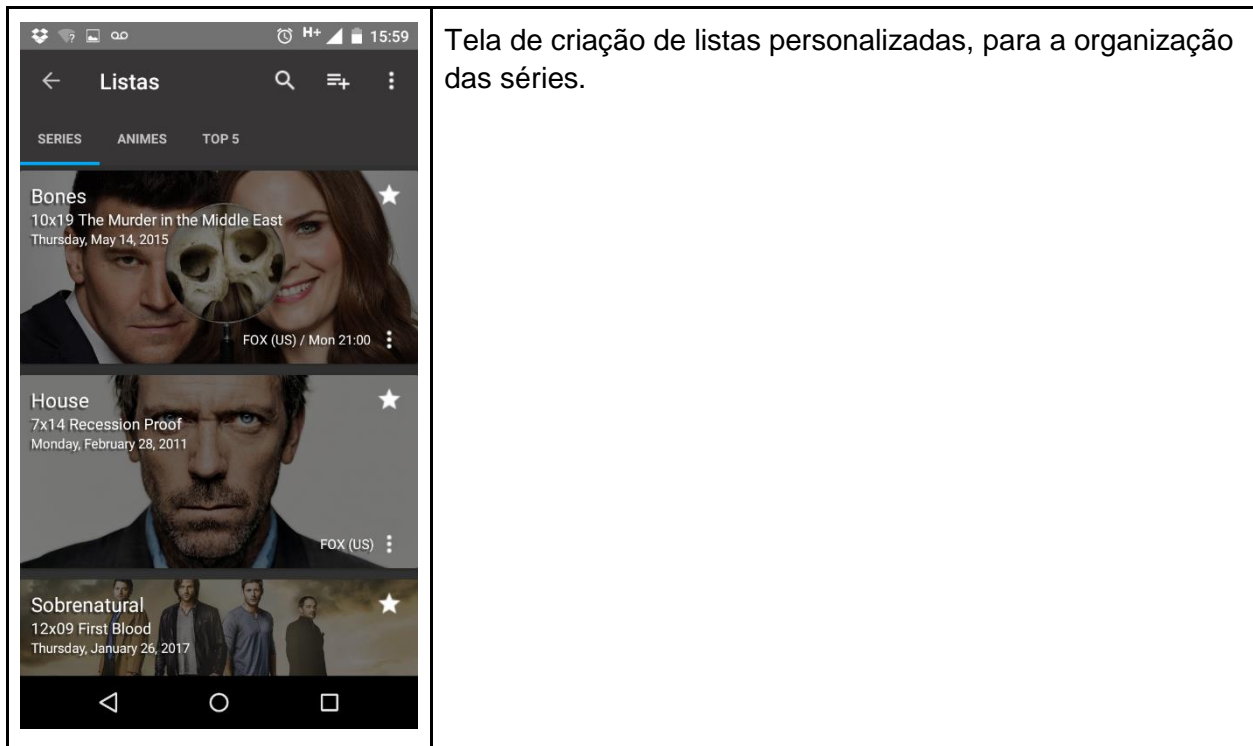 H+ 15:59
Listas
SERIES ANIMES TOP 5
Bones
10x19 The Murder in the Middle East
Thursday, May 14, 2015
FOX (US) / Mon 21:00
House
7x14 Recession Proof
Monday, February 28, 2011
FOX (US)
Sobrenatural
12x09 First Blood
Thursday, January 26, 2017
Tela de criação de listas personalizadas, para a organização
das séries.